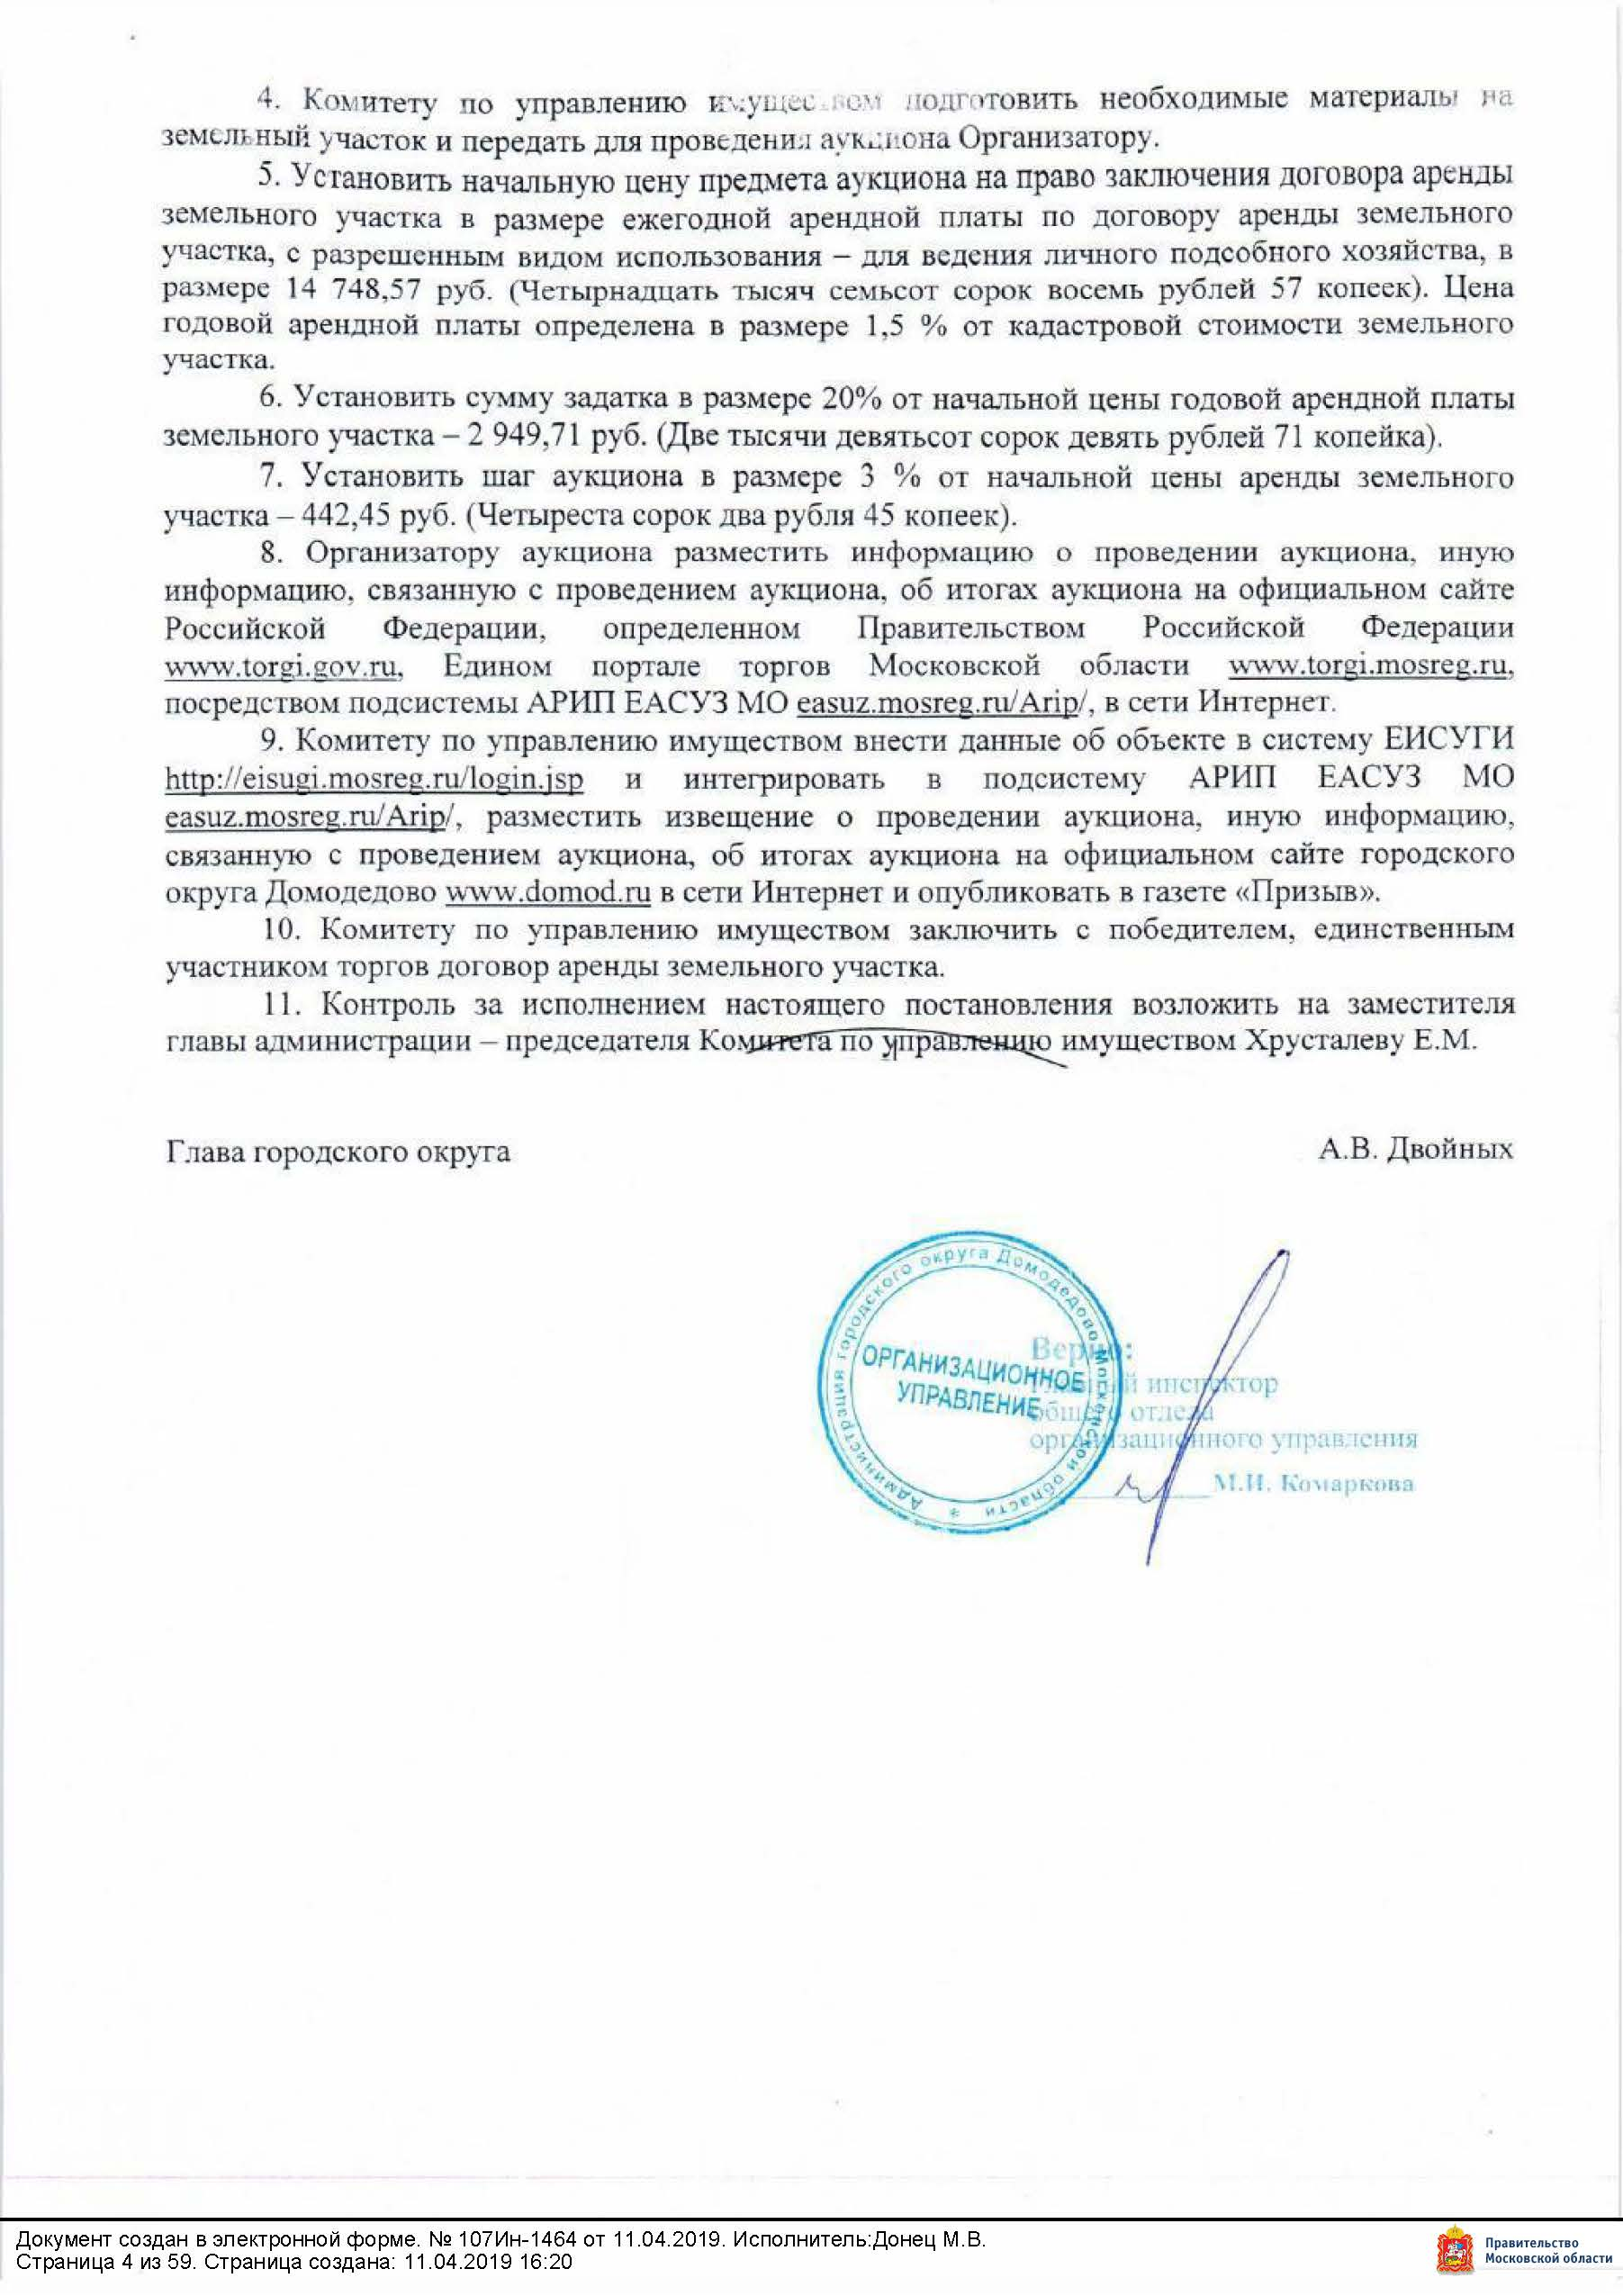 4. Комитету по управлению имуществом подготовить необходимые материалы на
земельный участок и передать для проведения аукциона Организатору.
5. Установить начальную цену предмета аукциона на право заключения договора аренды
земельного участка в размере ежегодной арендной платы по договору аренды земельного
участка, с разрешенным видом использования – для ведения личного подсобного хозяйства, в
размере 14 748,57 руб. (Четырнадцать тысяч семьсот сорок восемь рублей 57 копеек). Цена
годовой арендной платы определена в размере 1,5 % от кадастровой стоимости земельного
участка.
6. Установить сумму задатка в размере 20% от начальной цены годовой арендной платы
земельного участка – 2 949,71 руб. (Две тысячи девятьсот сорок девять рублей 71 копейка).
7. Установить шаг аукциона в размере 3 % от начальной цены аренды земельного
участка – 442,45 руб. (Четыреста сорок два рубля 45 копеек).
8. Организатору аукциона разместить информацию о проведении аукциона, иную
информацию, связанную с проведением аукциона, об итогах аукциона на официальном сайте
Российской Федерации, определенном Правительством Российской Федерации
www.torgi.gov.ru, Едином портале торгов Московской области www.torgi.mosreg.ru,
посредством подсистемы АРИП ЕАСУЗ МО easuz.mosreg.ru/Arip/, в сети Интернет.
9. Комитету по управлению имуществом внести данные об объекте в систему ЕИСУГИ
http://eisugi.mosreg.ru/login.jsp и интегрировать в подсистему АРИП ЕАСУЗ МО
easuz.mosreg.ru/Arip/, разместить извещение о проведении аукциона, иную информацию,
связанную с проведением аукциона, об итогах аукциона на официальном сайте городского
округа Домодедово www.domod.ru в сети Интернет и опубликовать в газете «Призыв».
10. Комитету по управлению имуществом заключить с победителем, единственным
участником торгов договор аренды земельного участка.
11. Контроль за исполнением настоящего постановления возложить на заместителя
главы администрации – председателя Комитета по управлению имуществом Хрусталеву Е.М.
Глава городского округа А.В. Двойных
Администрация городского округа Домодедово Московской области *
ОРГАНИЗАЦИОННОЕ
УПРАВЛЕНИЕ
Верно:
инспектор
общего отдела
организационного управления
М.И. Комаркова
Документ создан в электронной форме. № 107Ин-1464 от 11.04.2019. Исполнитель:Донец М.В.
Страница 4 из 59. Страница создана: 11.04.2019 16:20
Правительство
Московской области